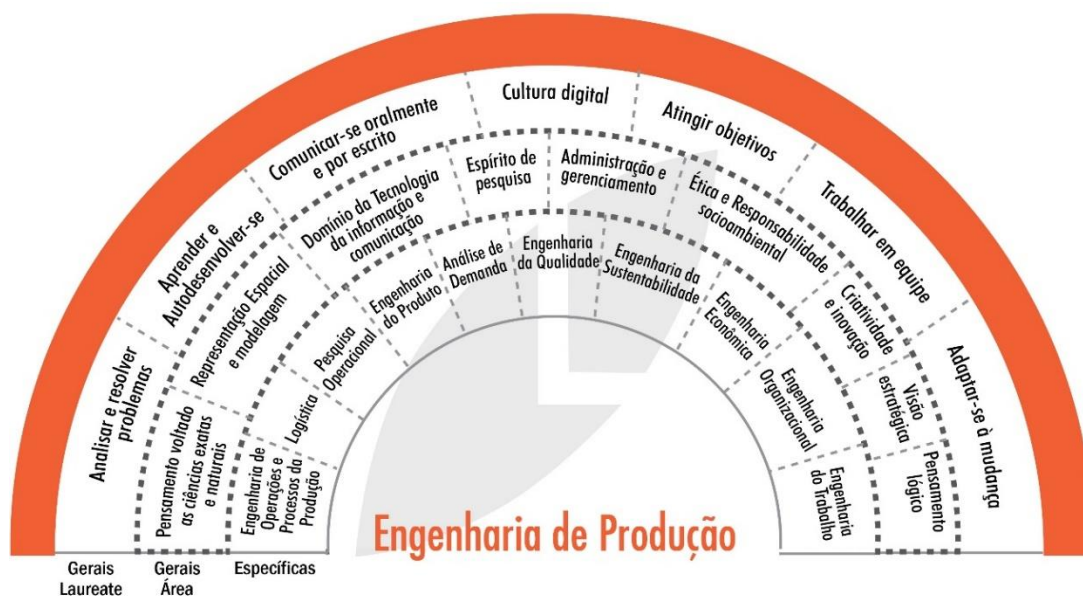 Analisar e resolver
problemas
Aprender e
Autodesenvolver-se
Comunicar-se oralmente
e por escrito
Cultura digital
Atingir objetivos
Trabalhar em equipe
Adaptar-se à mudança
Pensamento voltado
as ciências exatas
e naturais
Representação Espacial
e modelagem
Domínio da Tecnologia
da informação e
comunicação
Espírito de
pesquisa
Administração e
gerenciamento
Ética e Responsabilidade
socioambiental
Criatividade
e inovação
Visão
estratégica
Pensamento
lógico
Engenharia de
Operações e
Processos da
Produção
Logística
Pesquisa
Operacional
Engenharia
do Produto
Análise de
Demanda
Engenharia
da Qualidade
Engenharia da
Sustentabilidade
Engenharia
Econômica
Engenharia
Organizacional
Engenharia
do Trabalho
Engenharia de Produção
Gerais
Laureate
Gerais
Área
Específicas